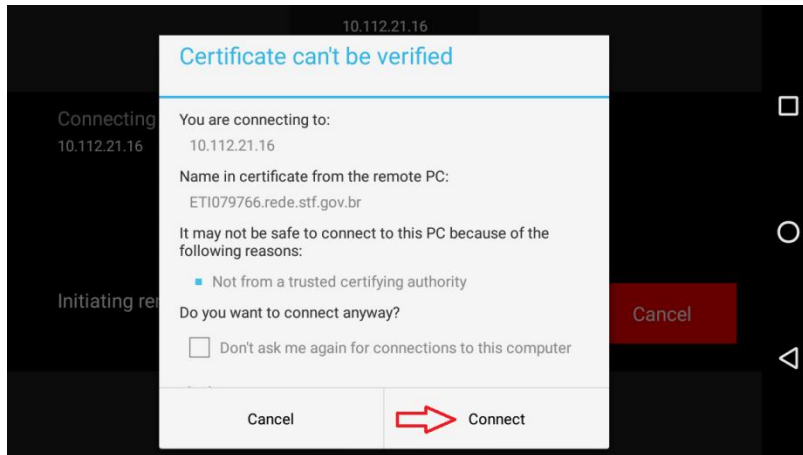 10.112.21.16
Certificate can't be verified
Connecting
10.112.21.16
You are connecting to:
10.112.21.16
Name in certificate from the remote PC:
ETI079766.rede.stf.gov.br
It may not be safe to connect to this PC because of the
following reasons:
Not from a trusted certifying authority
Initiating
Do you want to connect anyway?
Cancel
Don't ask me again for connections to this computer
Cancel
Connect